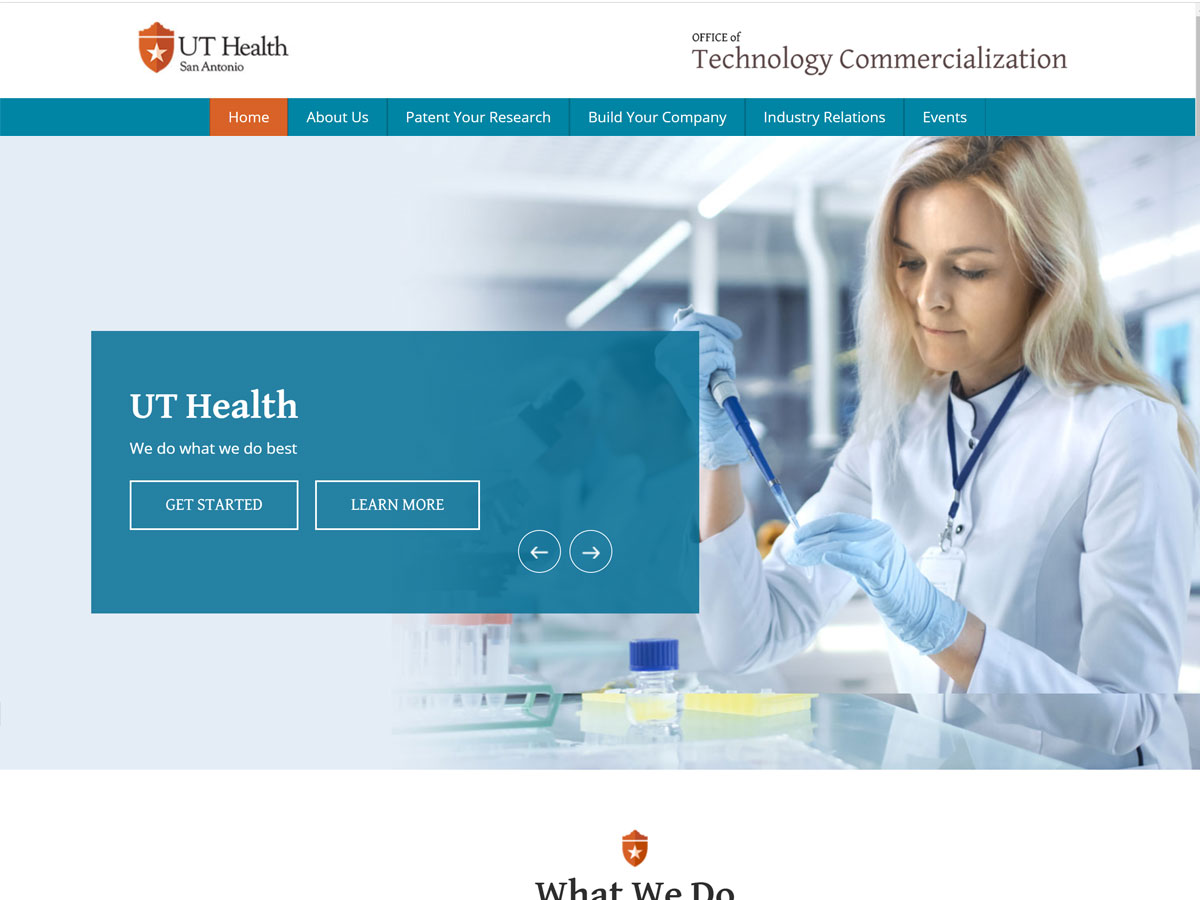 UT Health
San Antonio
OFFICE of
Technology Commercialization
Home About Us Patent Your Research Build Your Company Industry Relations Events
UT Health
We do what we do best
GET STARTED LEARN MORE
What We Do